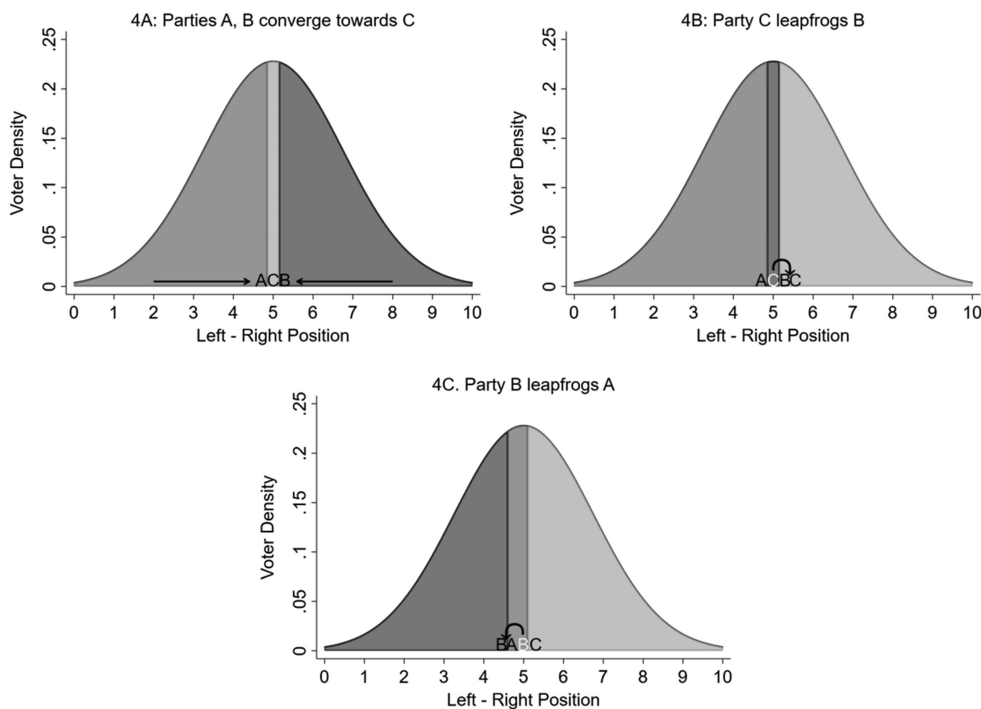 4A: Parties A, B converge towards C
Voter Density
.25
.2
.15
.1
.05
0
ACB
0 1 2 3 4 5 6 7 8 9 10
Left - Right Position
4B: Party C leapfrogs B
Voter Density
.25
.2
.15
.1
.05
0
A C B C
0 1 2 3 4 5 6 7 8 9 10
Left - Right Position
4C. Party B leapfrogs A
Voter Density
.25
.2
.15
.1
.05
0
B A B C
0 1 2 3 4 5 6 7 8 9 10
Left - Right Position